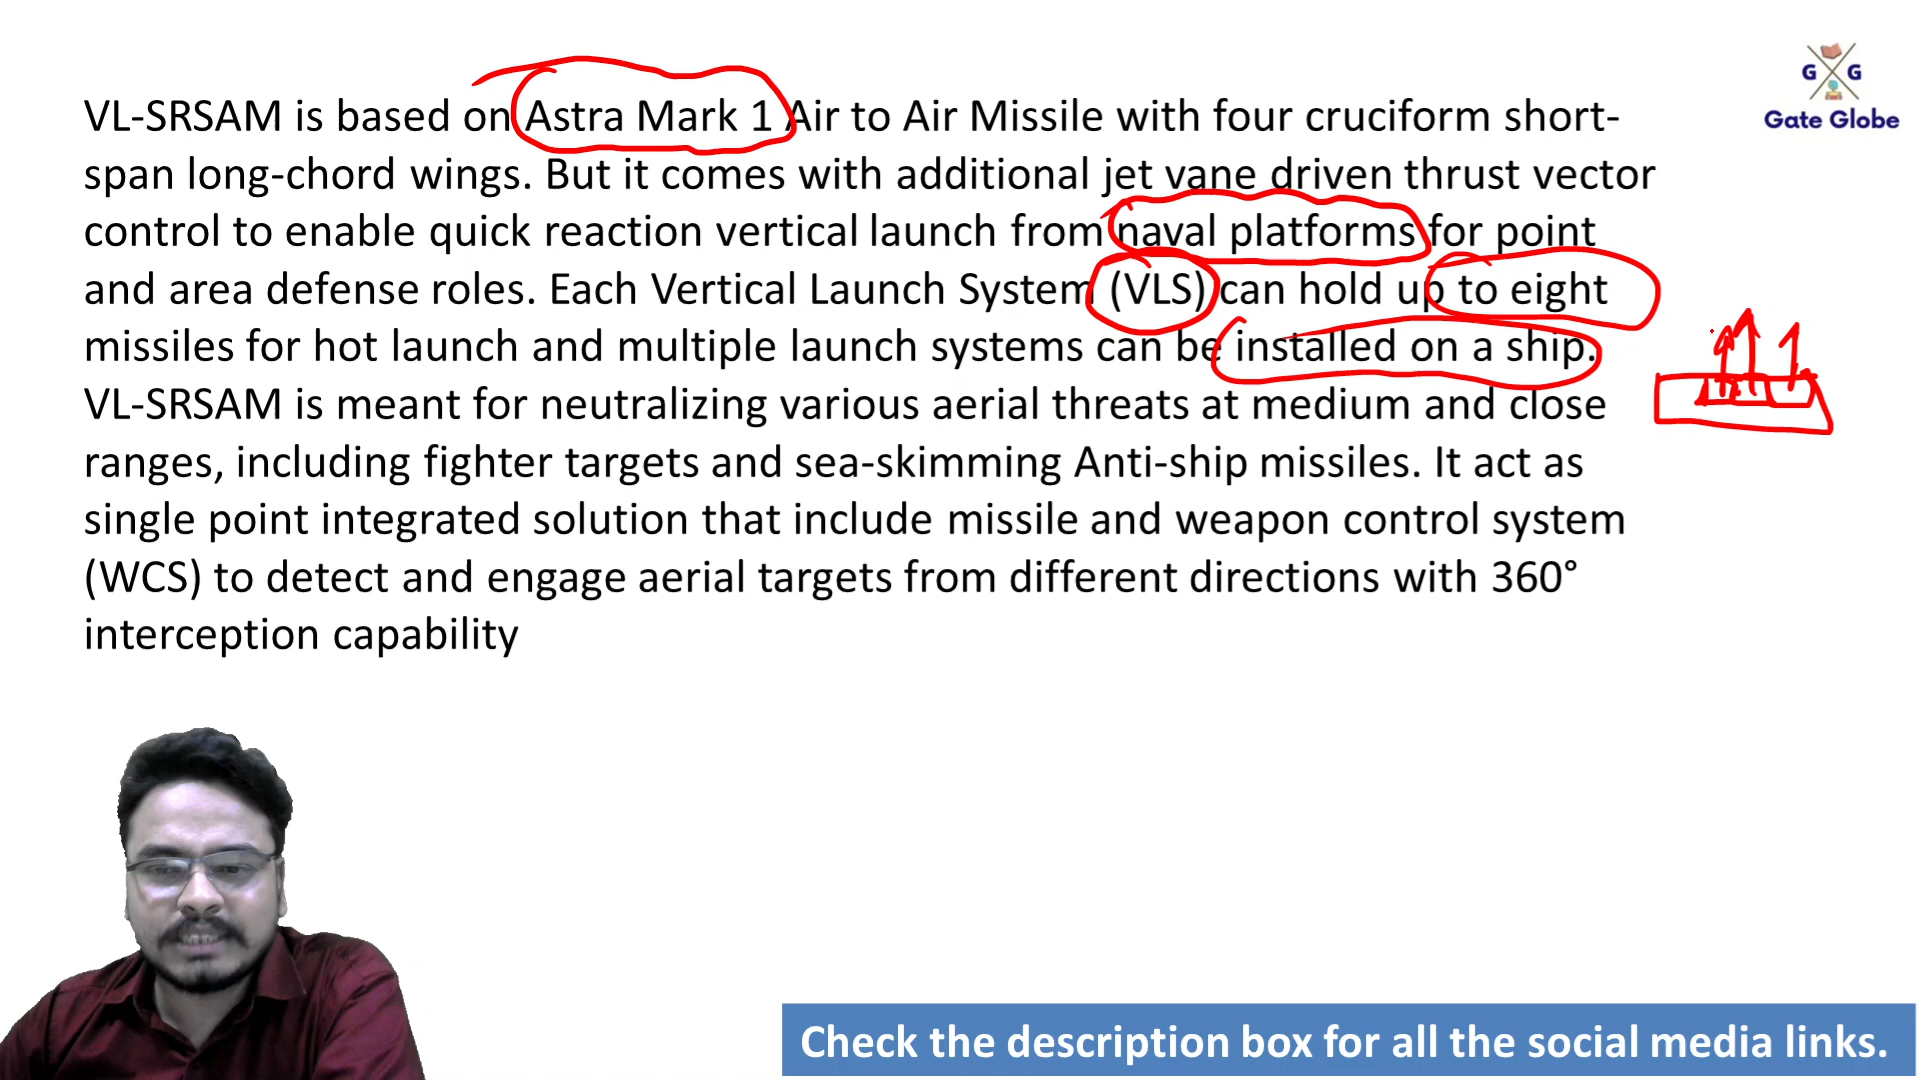 G G
Gate Globe
VL-SRSAM is based on Astra Mark 1 Air to Air Missile with four cruciform short-
span long-chord wings. But it comes with additional jet vane driven thrust vector
control to enable quick reaction vertical launch from naval platforms for point
and area defense roles. Each Vertical Launch System (VLS) can hold up to eight
missiles for hot launch and multiple launch systems can be installed on a ship.
VL-SRSAM is meant for neutralizing various aerial threats at medium and close
ranges, including fighter targets and sea-skimming Anti-ship missiles. It act as
single point integrated solution that include missile and weapon control system
(WCS) to detect and engage aerial targets from different directions with 360°
interception capability
Check the description box for all the social media links.